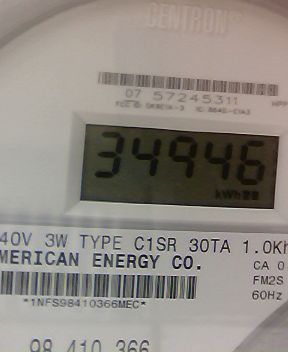 CENTRON®
07 57245311
34946
kWh
40V 3W TYPE C1SR 30TA 1.0Kh
MERICAN ENERGY CO.
CA 0
FM2S
60Hz
*1NFS98410366MEC*
98 410 366